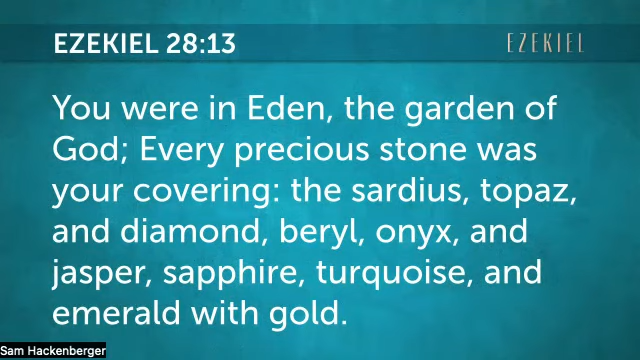 EZEKIEL 28:13
EZEKIEL
You were in Eden, the garden of
God; Every precious stone was
your covering: the sardius, topaz,
and diamond, beryl, onyx, and
jasper, sapphire, turquoise, and
emerald with gold.
Sam Hackenberger